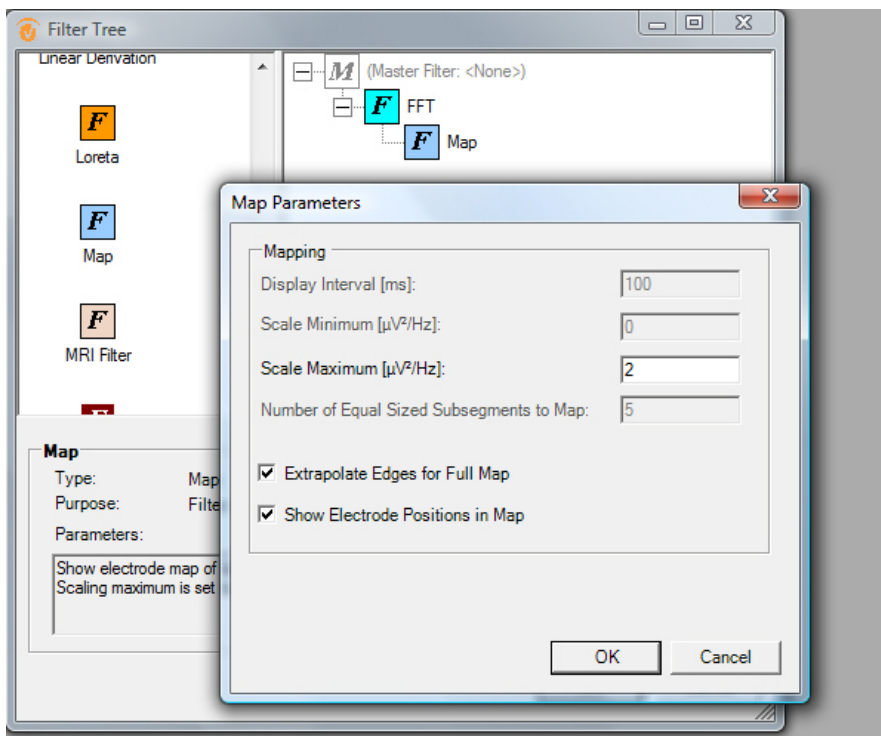 Filter Tree
Linear Derivation
F
Loreta
F
Map
F
MRI Filter
M (Master Filter: <None>)
F FFT
F Map
Map
Type: Map
Purpose: Filte
Parameters:
Show electrode map of
Scaling maximum is set
Map Parameters
Mapping
Display Interval [ms]: 100
Scale Minimum [µV²/Hz]: 0
Scale Maximum [µV²/Hz]: 2
Number of Equal Sized Subsegments to Map: 5
Extrapolate Edges for Full Map
Show Electrode Positions in Map
OK Cancel